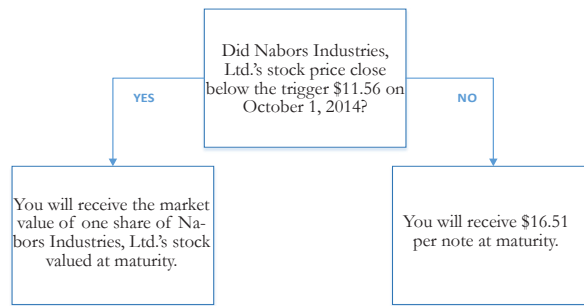 Did Nabors Industries,
Ltd.'s stock price close
below the trigger $11.56 on
October 1, 2014?
YES
NO
You will receive the market
value of one share of Na-
bors Industries, Ltd.'s stock
valued at maturity.
You will receive $16.51
per note at maturity.